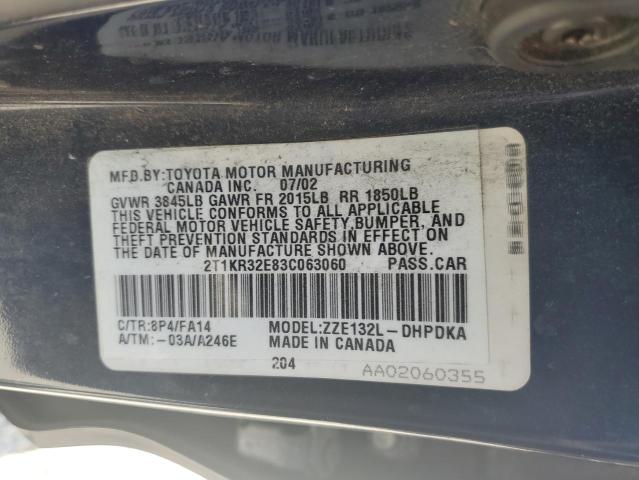 MFD.BY:TOYOTA MOTOR MANUFACTURING
CANADA INC. 07/02
GVWR 3845LB GAWR FR 2015LB RR 1850LB
THIS VEHICLE CONFORMS TO ALL APPLICABLE
FEDERAL MOTOR VEHICLE SAFETY,BUMPER, AND
THEFT PREVENTION STANDARDS IN EFFECT ON
THE DATE OF MANUFACTURE SHOWN ABOVE.
2T1KR32E83C063060 PASS.CAR
C/TR:8P4/FA14 MODEL:ZZE132L-DHPDKA
A/TM:-03A/A246E MADE IN CANADA
204
AA02060355